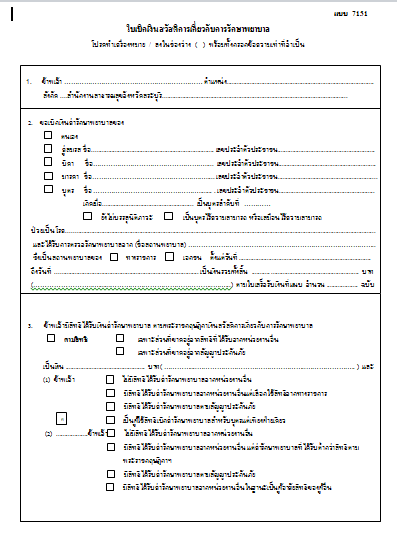 แบบ 7131
ใบเบิกเงินสวัสดิการเกี่ยวกับการรักษาพยาบาล
โปรดทำเครื่องหมาย / ลงในช่องว่าง ( ) พร้อมทั้งกรอกข้อความเท่าที่จำเป็น
1. ข้าพเจ้า ........................................ ตำแหน่ง........................................
สังกัด ....สำนักงานสาธารณสุขจังหวัดสระบุรี........................................
2. ขอเบิกเงินค่ารักษาพยาบาลของ
ตนเอง
คู่สมรส ชื่อ........................................ เลขประจำตัวประชาชน........................................
บิดา ชื่อ........................................ เลขประจำตัวประชาชน........................................
มารดา ชื่อ........................................ เลขประจำตัวประชาชน........................................
บุตร ชื่อ........................................ เลขประจำตัวประชาชน........................................
เกิดเมื่อ........................................ เป็นบุตรลำดับที่ ............
ยังไม่บรรลุนิติภาวะ เป็นบุตรไร้ความสามารถ หรือเสมือนไร้ความสามารถ
ป่วยเป็นโรค........................................
และได้รับการตรวจรักษาพยาบาลจาก (ชื่อสถานพยาบาล) ........................................
ซึ่งเป็นสถานพยาบาลของ ทางราชการ เอกชน ตั้งแต่วันที่ ........................................
ถึงวันที่ ........................................ เป็นเงินรวมทั้งสิ้น ........................................ บาท
(........................................) ตามใบเสร็จรับเงินที่แนบ จำนวน ................ ฉบับ
3. ข้าพเจ้ามีสิทธิได้รับเงินค่ารักษาพยาบาล ตามพระราชกฤษฎีกาเงินสวัสดิการเกี่ยวกับการรักษาพยาบาล
ตามสิทธิ เฉพาะส่วนที่ขาดอยู่จากสิทธิที่ได้รับจากหน่วยงานอื่น
เฉพาะส่วนที่ขาดอยู่จากสัญญาประกันภัย
เป็นเงิน ........................................ บาท ( ........................................ ) และ
(1) ข้าพเจ้า ไม่มีสิทธิได้รับค่ารักษาพยาบาลจากหน่วยงานอื่น
มีสิทธิได้รับค่ารักษาพยาบาลจากหน่วยงานอื่นแต่เลือกใช้สิทธิจากทางราชการ
มีสิทธิได้รับค่ารักษาพยาบาลตามสัญญาประกันภัย
เป็นผู้ใช้สิทธิเบิกค่ารักษาพยาบาลสำหรับบุตรแต่เพียงฝ่ายเดียว
(2) ................ข้าพเจ้า ไม่มีสิทธิได้รับค่ารักษาพยาบาลจากหน่วยงานอื่น
มีสิทธิได้รับค่ารักษาพยาบาลจากหน่วยงานอื่น แต่ค่ารักษาพยาบาลที่ได้รับต่ำกว่าสิทธิตาม
พระราชกฤษฎีกาฯ
มีสิทธิได้รับค่ารักษาพยาบาลตามสัญญาประกันภัย
มีสิทธิได้รับค่ารักษาพยาบาลจากหน่วยงานอื่นในฐานะเป็นผู้อาศัยสิทธิของผู้อื่น